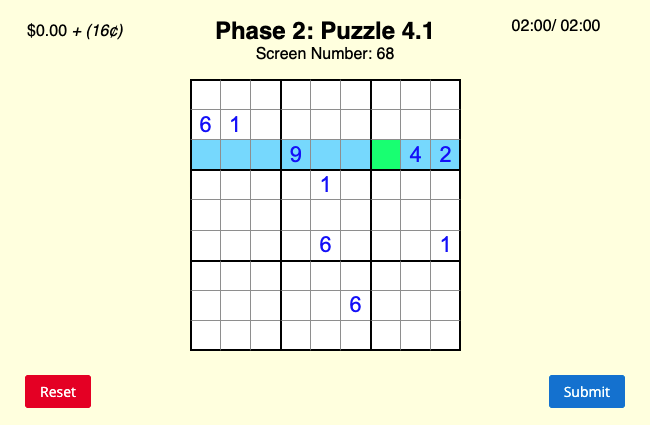 $0.00 + (16¢)
Phase 2: Puzzle 4.1
02:00/ 02:00
Screen Number: 68
6 1
9 4 2
1
6 1
6
Reset
Submit